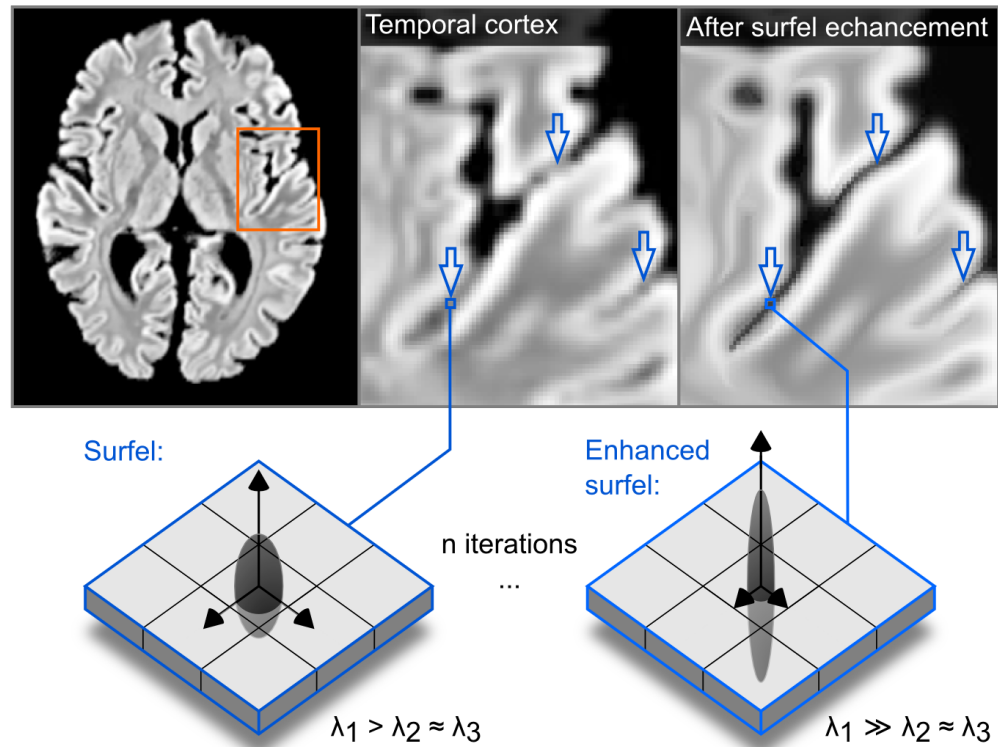 Temporal cortex
After surfel echancement
Surfel:
Enhanced
surfel:
n iterations
...
λ1 > λ2 ≈ λ3
λ1 ≫ λ2 ≈ λ3